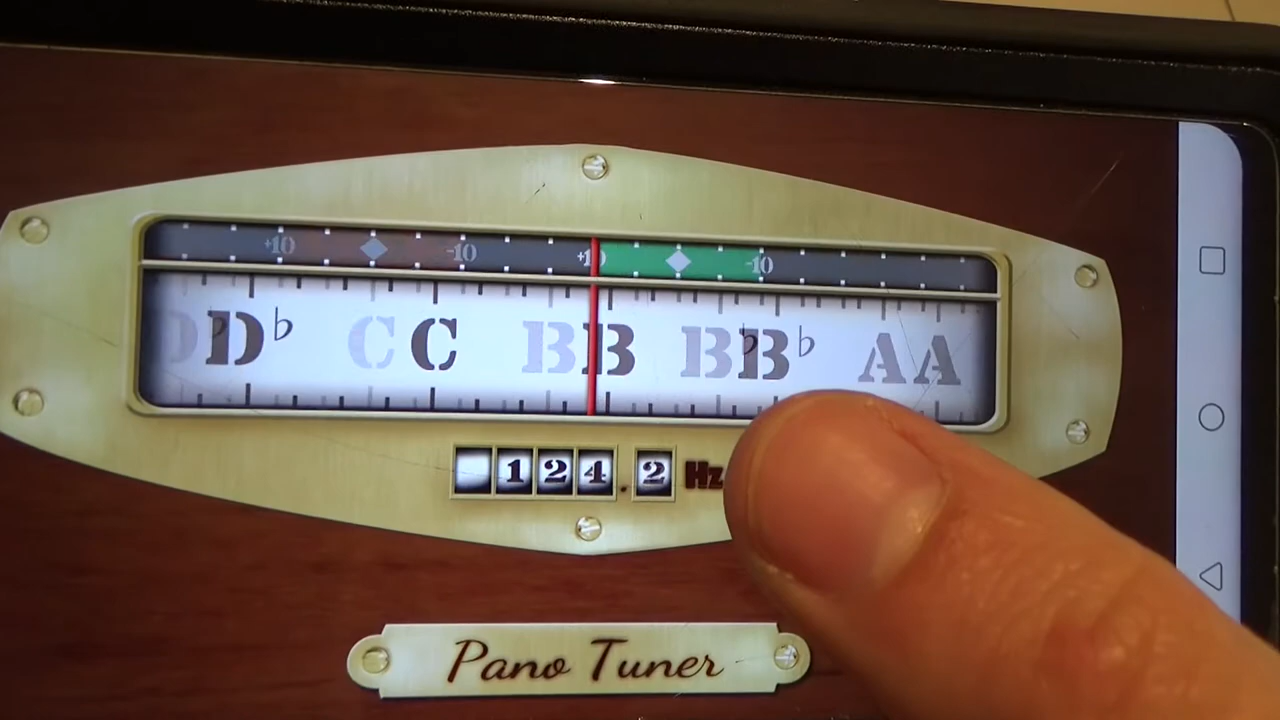 +10 -10 +10 -10
D D♭ C C B B B B♭ A A
124.2 Hz
Pano Tuner